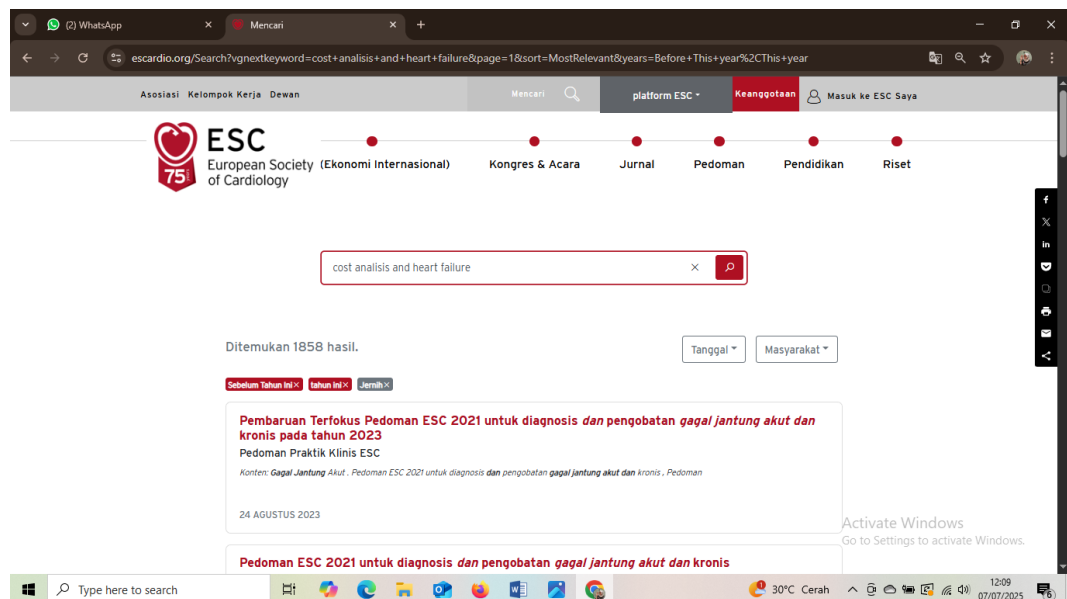 (2) WhatsApp
Mencari
escardio.org/Search?vgnextkeyword=cost+analisis+and+heart+failure&page=1&sort=MostRelevant&years=Before+This+year%2CThis+year
Asosiasi Kelompok Kerja Dewan
Mencari
platform ESC
Keanggotaan
Masuk ke ESC Saya
75
ESC
European Society
of Cardiology
(Ekonomi Internasional)
Kongres & Acara
Jurnal
Pedoman
Pendidikan
Riset
cost analisis and heart failure
Ditemukan 1858 hasil.
Tanggal
Masyarakat
Sebelum Tahun Ini×
tahun ini×
Jernih×
Pembaruan Terfokus Pedoman ESC 2021 untuk diagnosis dan pengobatan gagal jantung akut dan
kronis pada tahun 2023
Pedoman Praktik Klinis ESC
Konten: Gagal Jantung Akut . Pedoman ESC 2021 untuk diagnosis dan pengobatan gagal jantung akut dan kronis , Pedoman
24 AGUSTUS 2023
Pedoman ESC 2021 untuk diagnosis dan pengobatan gagal jantung akut dan kronis
Activate Windows
Go to Settings to activate Windows.
Type here to search
30°C Cerah
12:09
07/07/2025
6